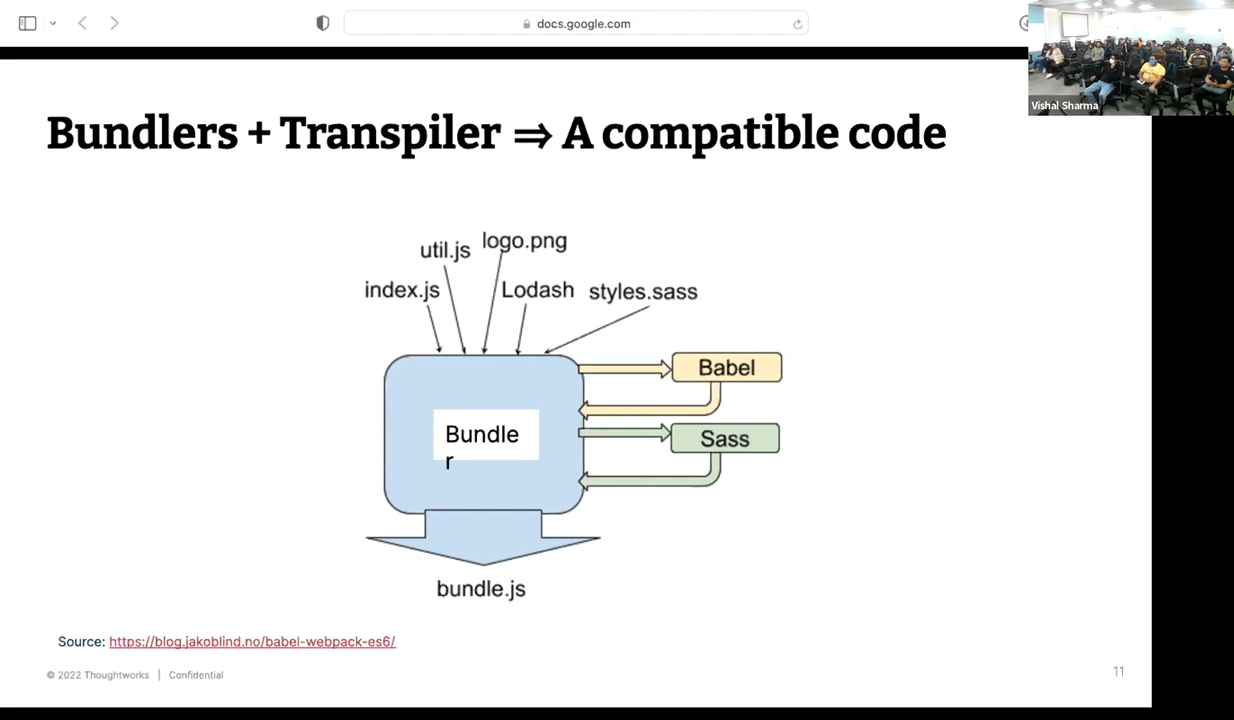 docs.google.com
Vishal Sharma
Bundlers + Transpiler ⇒ A compatible code
logo.png
util.js
index.js
Lodash
styles.sass
Babel
Bundle
r
Sass
bundle.js
Source: https://blog.jakoblind.no/babel-webpack-es6/
© 2022 Thoughtworks | Confidential
11